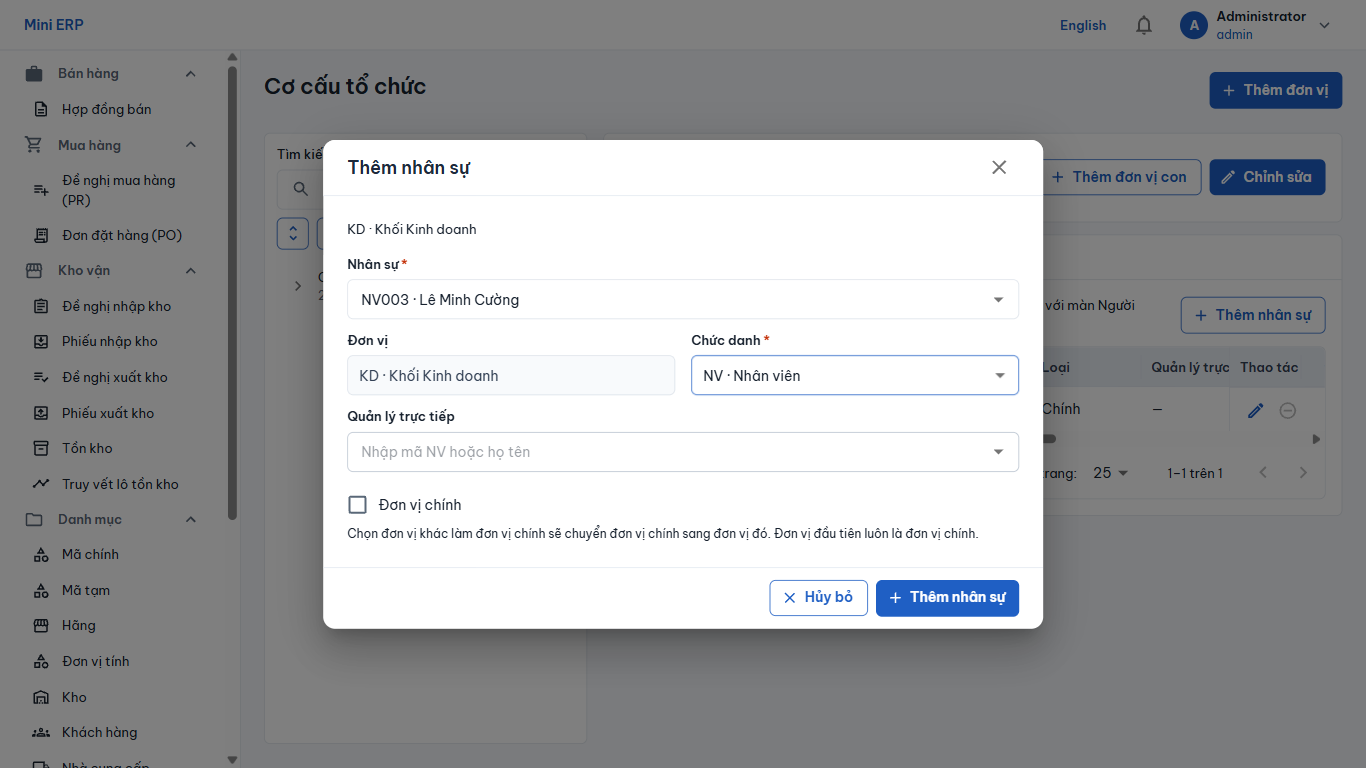 Mini ERP
English
A
Administrator
admin
Bán hàng
Hợp đồng bán
Mua hàng
Đề nghị mua hàng
(PR)
Đơn đặt hàng (PO)
Kho vận
Đề nghị nhập kho
Phiếu nhập kho
Đề nghị xuất kho
Phiếu xuất kho
Tồn kho
Truy vết lô tồn kho
Danh mục
Mã chính
Mã tạm
Hãng
Đơn vị tính
Kho
Khách hàng
Nhà cung cấp
Cơ cấu tổ chức
Thêm đơn vị
Tìm kiế
Thêm đơn vị con
Chỉnh sửa
với màn Người
Thêm nhân sự
Loại
Quản lý trực
Thao tác
Chính
—
trang:
25
1–1 trên 1
Thêm nhân sự
KD · Khối Kinh doanh
Nhân sự *
NV003 · Lê Minh Cường
Đơn vị
Chức danh *
KD · Khối Kinh doanh
NV · Nhân viên
Quản lý trực tiếp
Nhập mã NV hoặc họ tên
Đơn vị chính
Chọn đơn vị khác làm đơn vị chính sẽ chuyển đơn vị chính sang đơn vị đó. Đơn vị đầu tiên luôn là đơn vị chính.
Hủy bỏ
Thêm nhân sự